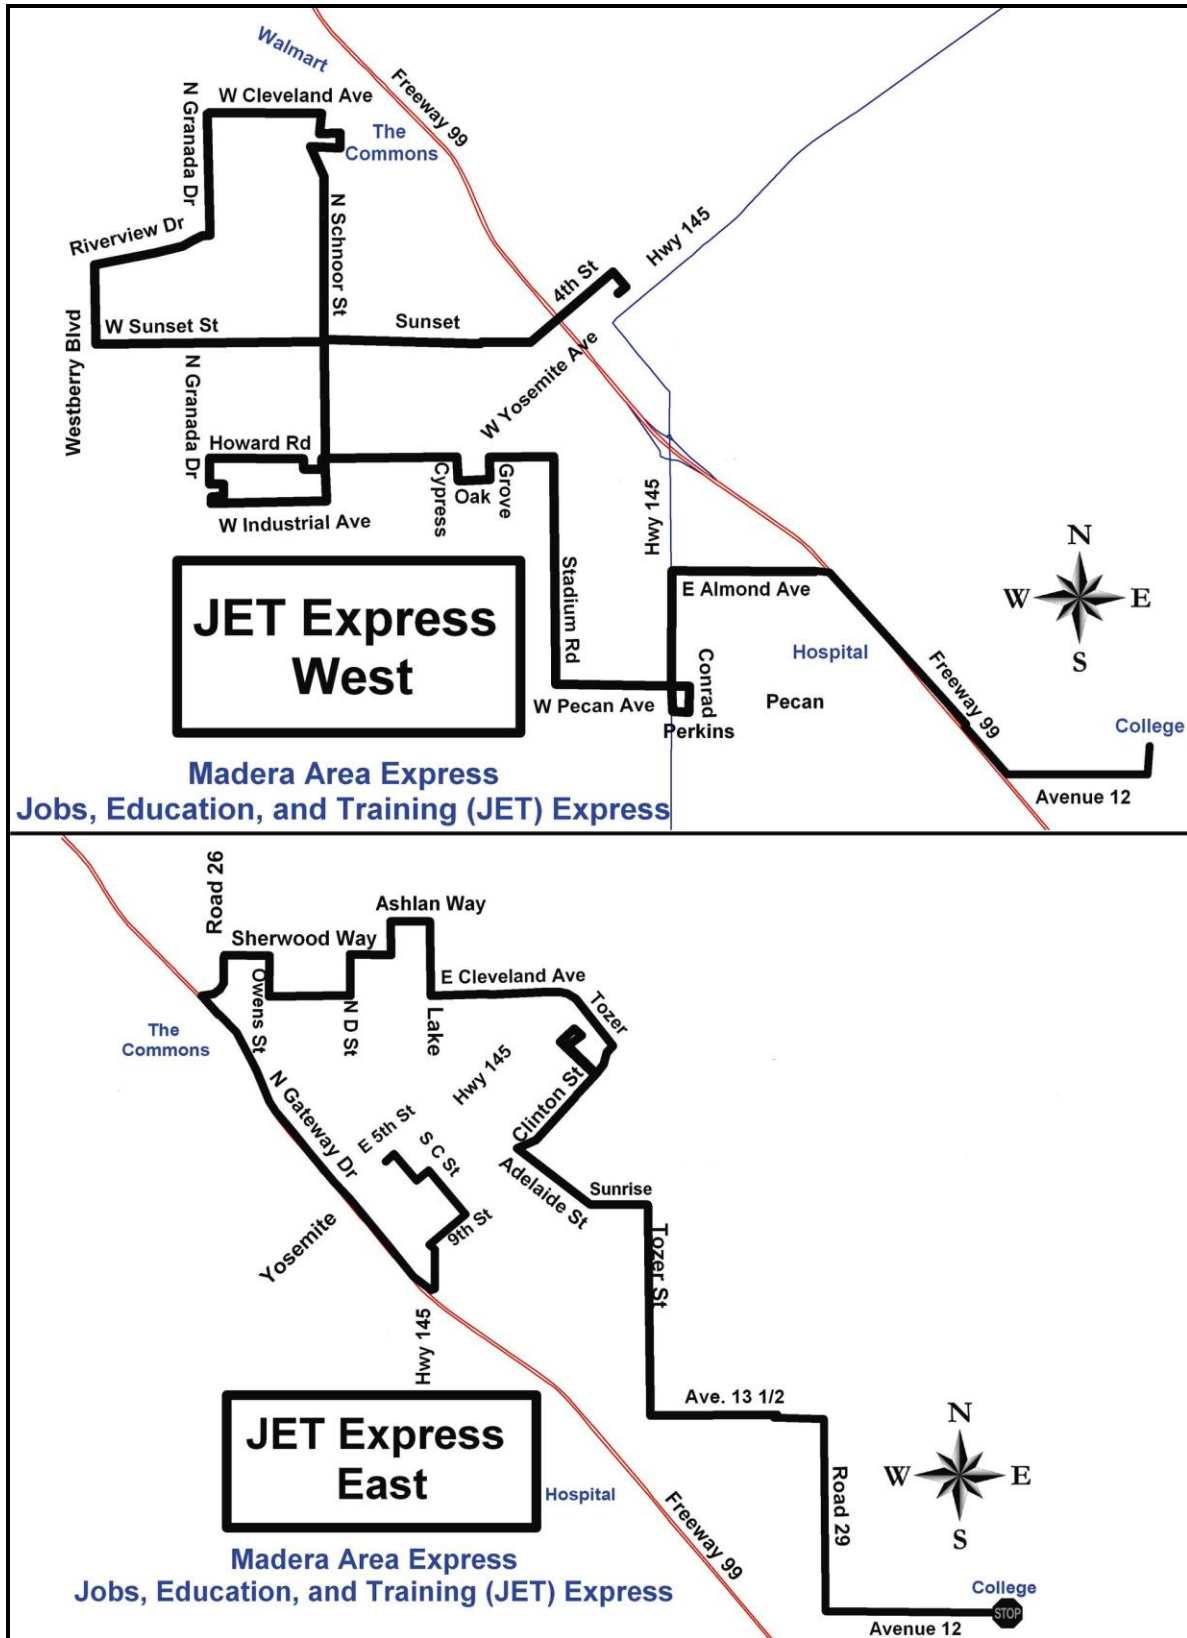 Walmart
Freeway 99
W Cleveland Ave
N Granada Dr
The
Commons
Hwy 145
Riverview Dr
N Schnoor St
4th St
W Sunset St
Sunset
Westberry Blvd
N Granada Dr
W Yosemite Ave
Howard Rd
Cypress
Oak
Grove
Hwy 145
W Industrial Ave
Stadium Rd
E Almond Ave
N
W
E
S
JET Express
West
Hospital
Conrad
Freeway 99
W Pecan Ave
Pecan
Perkins
College
Madera Area Express
Jobs, Education, and Training (JET) Express
Avenue 12
Road 26
Ashlan Way
Sherwood Way
E Cleveland Ave
Owens St
N D St
Lake
Tozer
The
Commons
Hwy 145
N Gateway Dr
E 5th St
S C St
Clinton St
Adelaide St
Sunrise
9th St
Yosemite
Tozer St
Hwy 145
Ave. 13 1/2
JET Express
East
N
W
E
S
Hospital
Freeway 99
Road 29
Madera Area Express
Jobs, Education, and Training (JET) Express
College
STOP
Avenue 12